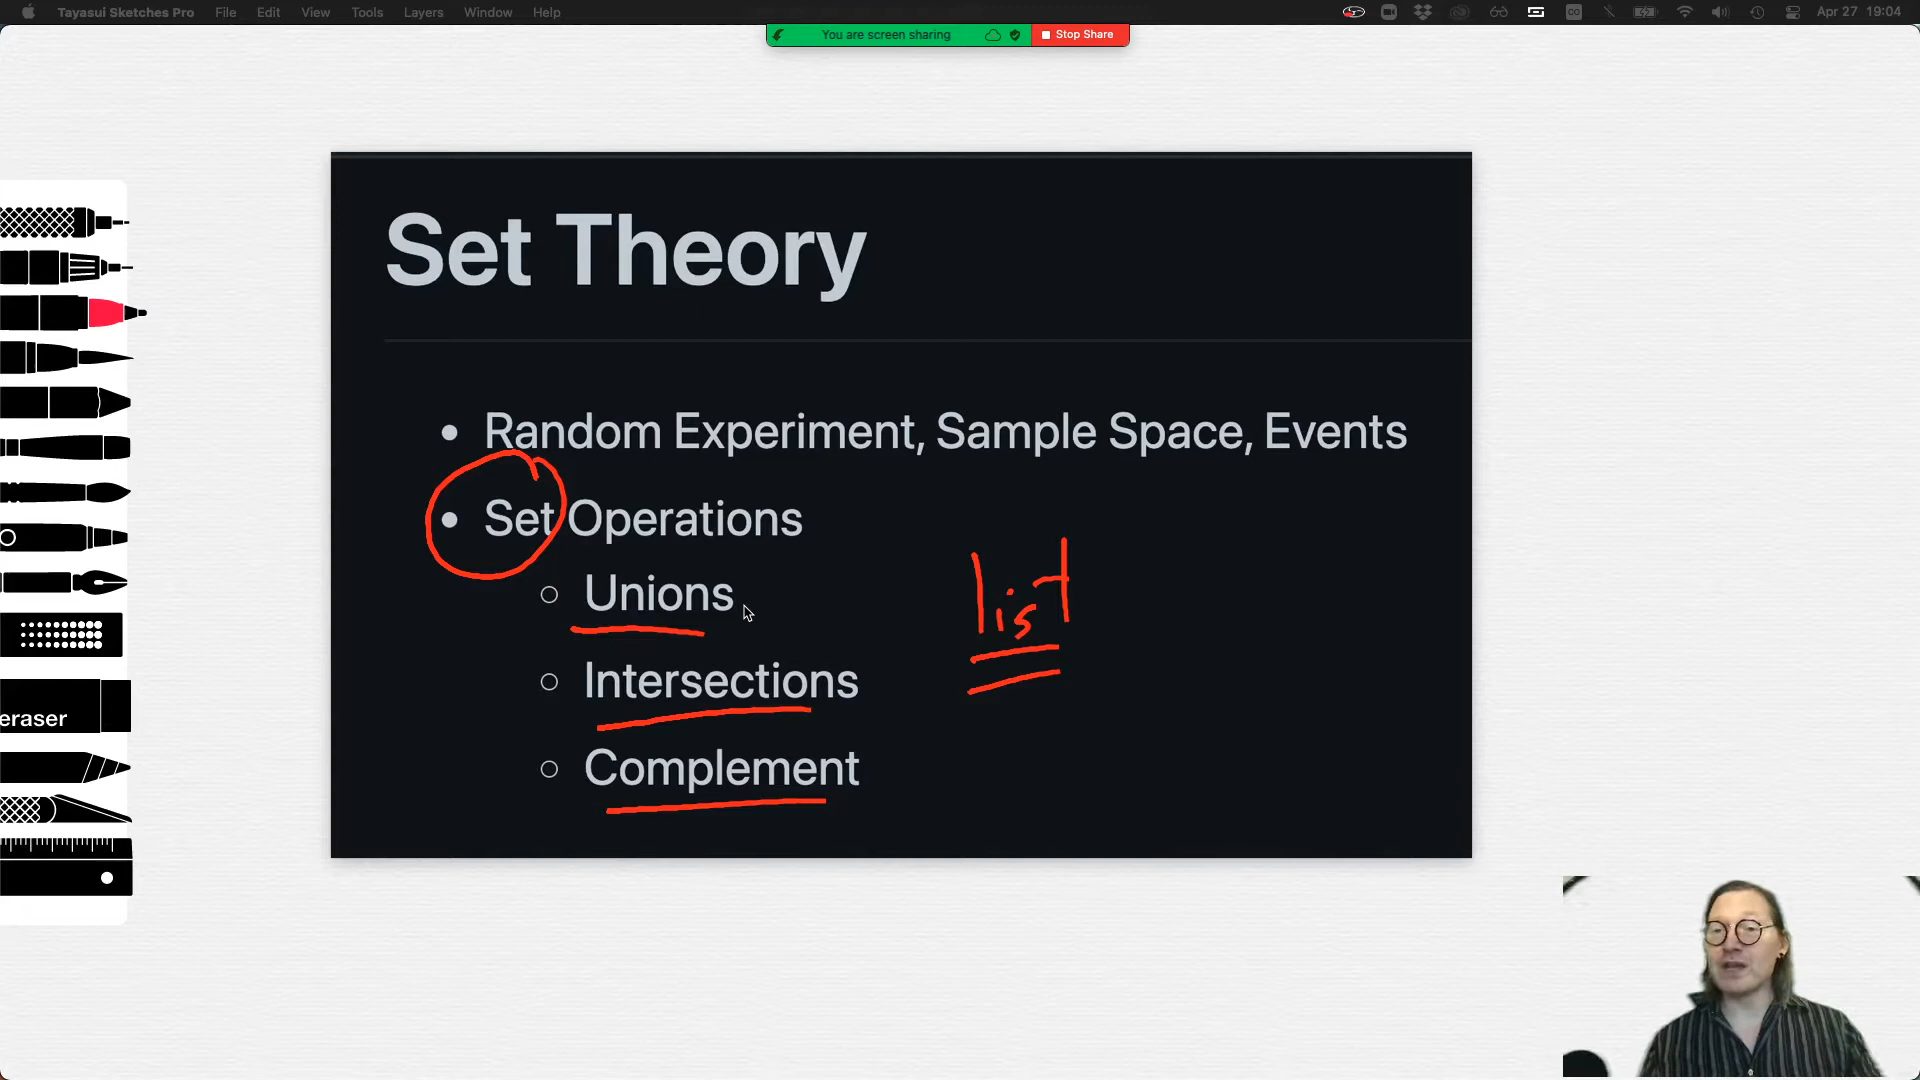 Tayasui Sketches Pro File Edit View Tools Layers Window Help Apr 27 19:04
You are screen sharing Stop Share
Set Theory
• Random Experiment, Sample Space, Events
• Set Operations
○ Unions
list
○ Intersections
○ Complement
eraser